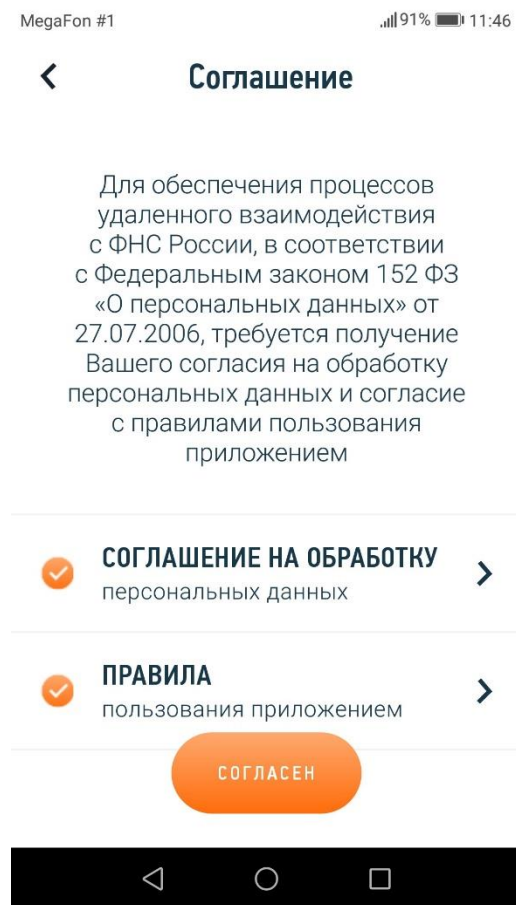 MegaFon #1 91% 11:46
Соглашение
Для обеспечения процессов
удаленного взаимодействия
с ФНС России, в соответствии
с Федеральным законом 152 ФЗ
«О персональных данных» от
27.07.2006, требуется получение
Вашего согласия на обработку
персональных данных и согласие
с правилами пользования
приложением
СОГЛАШЕНИЕ НА ОБРАБОТКУ
персональных данных
ПРАВИЛА
пользования приложением
СОГЛАСЕН